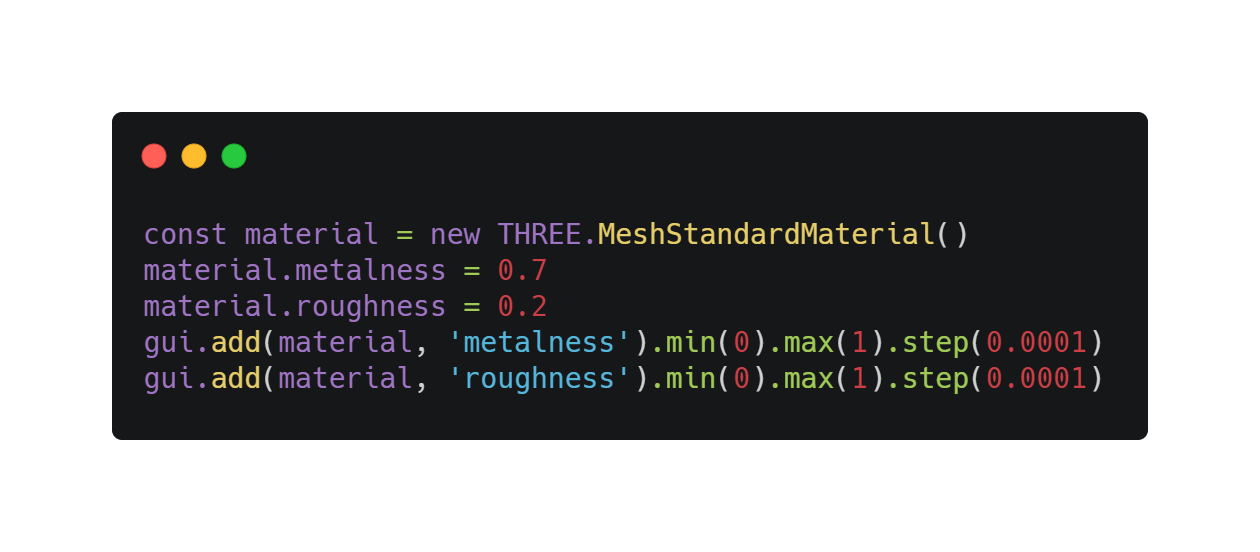 const material = new THREE.MeshStandardMaterial()
material.metalness = 0.7
material.roughness = 0.2
gui.add(material, 'metalness').min(0).max(1).step(0.0001)
gui.add(material, 'roughness').min(0).max(1).step(0.0001)